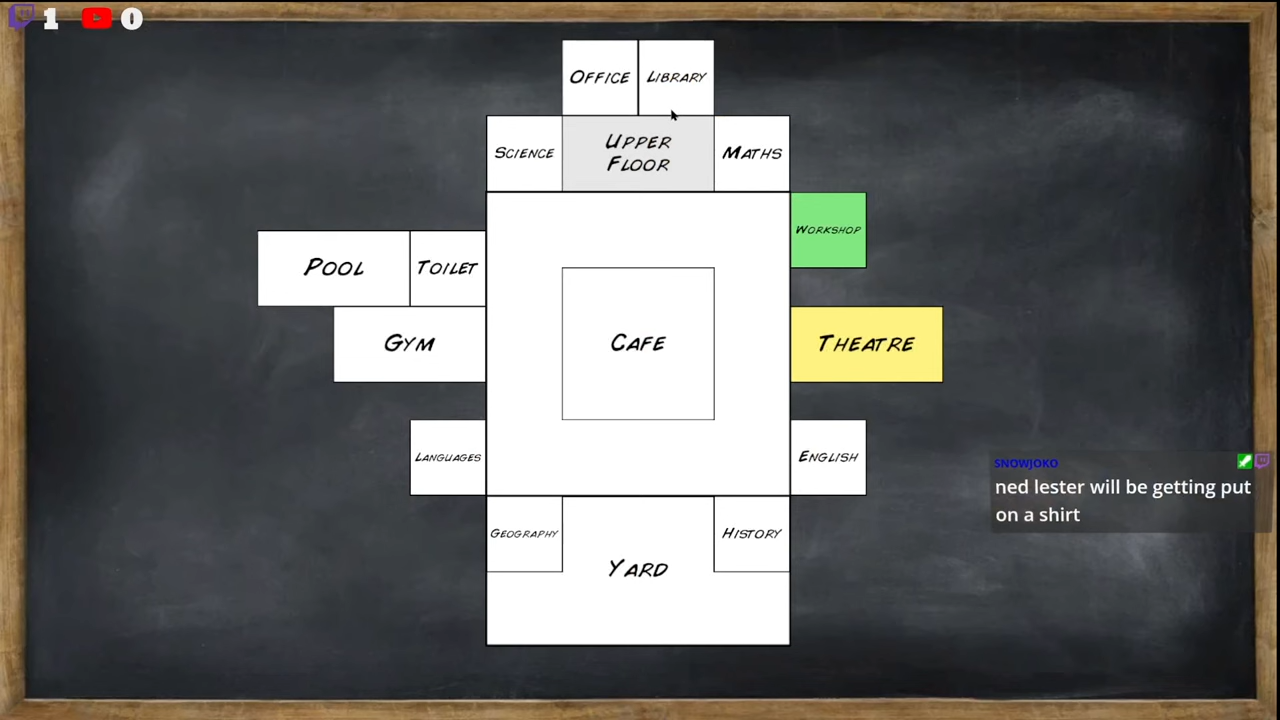 1 0
OFFICE LIBRARY
SCIENCE UPPER FLOOR MATHS
WORKSHOP
POOL TOILET
GYM CAFE THEATRE
LANGUAGES ENGLISH
SNOWJOKO
ned lester will be getting put
on a shirt
GEOGRAPHY HISTORY
YARD